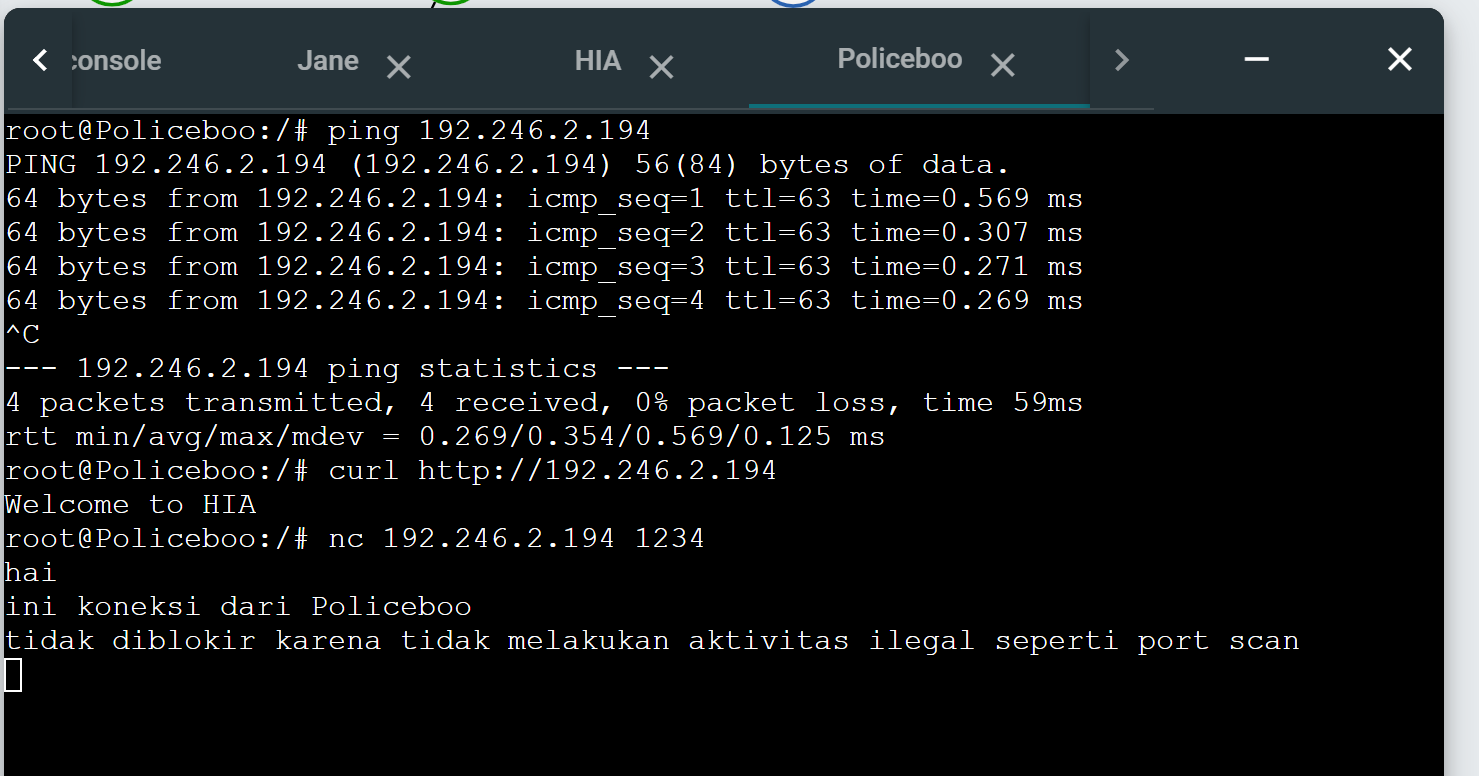 console Jane HIA Policeboo
root@Policeboo:/# ping 192.246.2.194
PING 192.246.2.194 (192.246.2.194) 56(84) bytes of data.
64 bytes from 192.246.2.194: icmp_seq=1 ttl=63 time=0.569 ms
64 bytes from 192.246.2.194: icmp_seq=2 ttl=63 time=0.307 ms
64 bytes from 192.246.2.194: icmp_seq=3 ttl=63 time=0.271 ms
64 bytes from 192.246.2.194: icmp_seq=4 ttl=63 time=0.269 ms
^C
--- 192.246.2.194 ping statistics ---
4 packets transmitted, 4 received, 0% packet loss, time 59ms
rtt min/avg/max/mdev = 0.269/0.354/0.569/0.125 ms
root@Policeboo:/# curl http://192.246.2.194
Welcome to HIA
root@Policeboo:/# nc 192.246.2.194 1234
hai
ini koneksi dari Policeboo
tidak diblokir karena tidak melakukan aktivitas ilegal seperti port scan